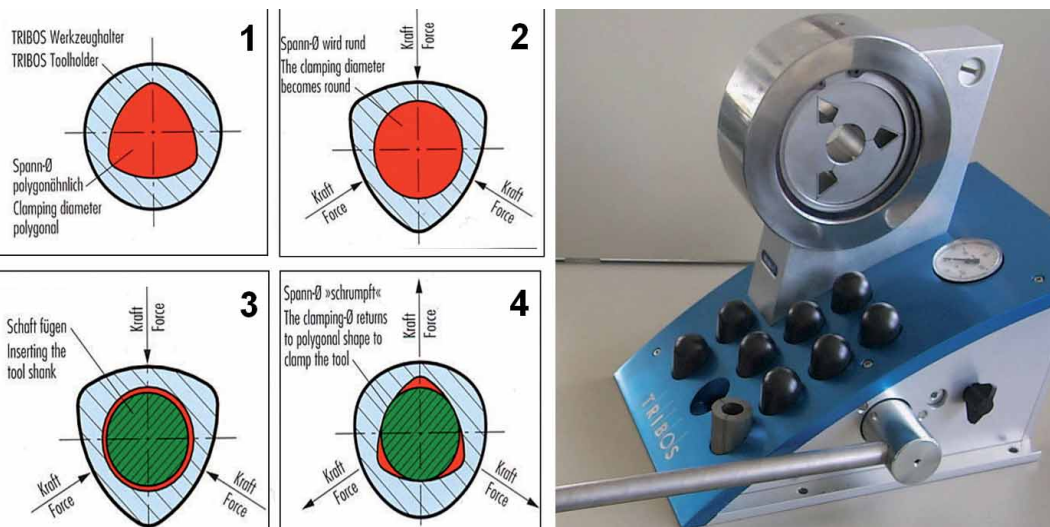 1
TRIBOS Werkzeughalter
TRIBOS Toolholder
Spann-Ø
polygonähnlich
Clamping diameter
polygonal
2
Spann-Ø wird rund
The clamping diameter
becomes round
Kraft
Force
Kraft
Force
Kraft
Force
3
Schaft fügen
Inserting the
tool shank
Kraft
Force
Kraft
Force
Kraft
Force
4
Spann-Ø »schrumpft«
The clamping-Ø returns
to polygonal shape to
clamp the tool
Kraft
Force
Kraft
Force
Kraft
Force
TRIBOS